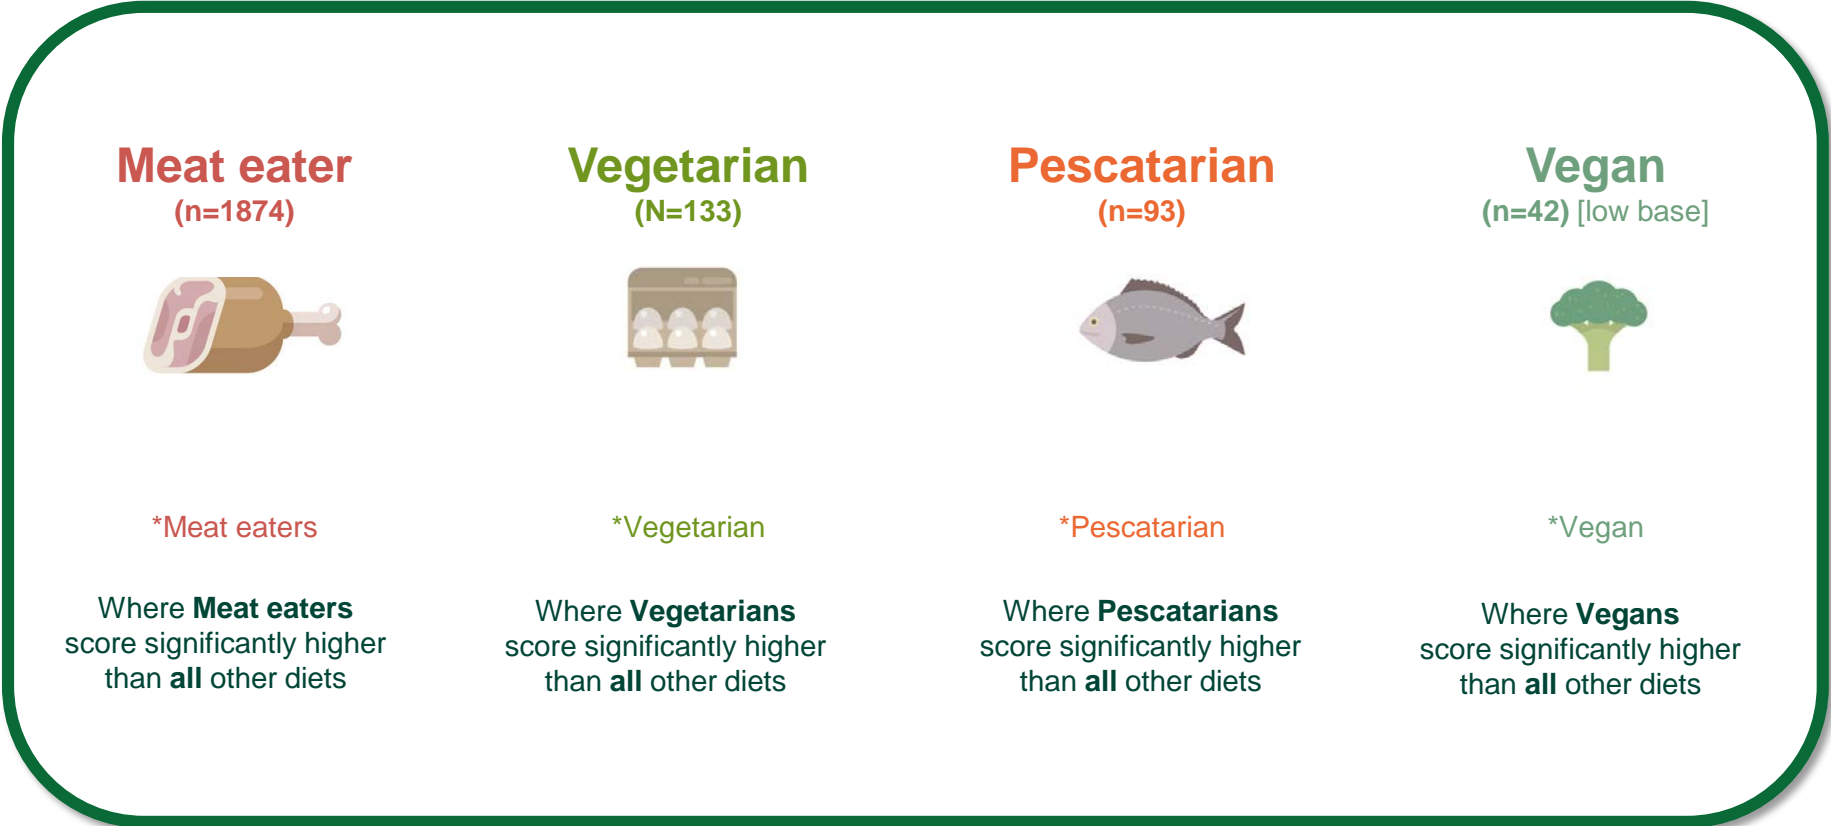 Meat eater
(n=1874)
*Meat eaters
Where Meat eaters
score significantly higher
than all other diets
Vegetarian
(N=133)
*Vegetarian
Where Vegetarians
score significantly higher
than all other diets
Pescatarian
(n=93)
*Pescatarian
Where Pescatarians
score significantly higher
than all other diets
Vegan
(n=42) [low base]
*Vegan
Where Vegans
score significantly higher
than all other diets